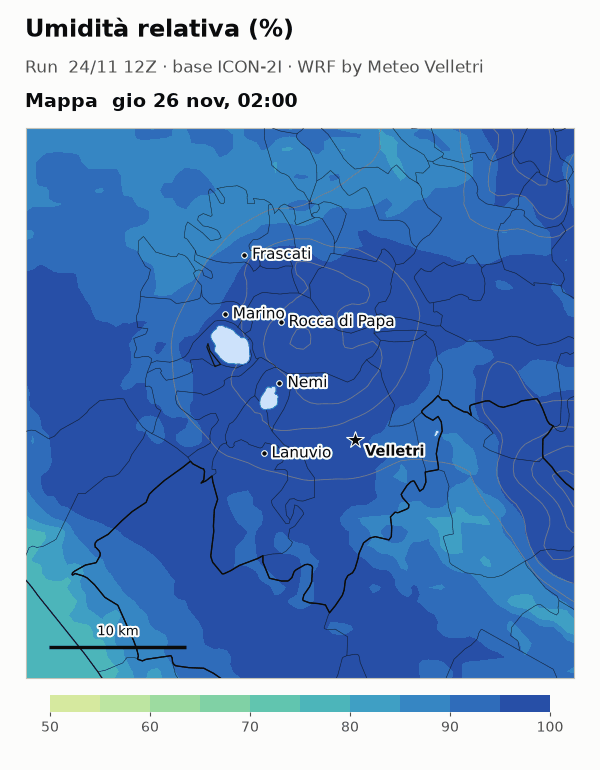 Umidità relativa (%)
Run  24/11 12Z · base ICON-2I · WRF by Meteo Velletri
Mappa  gio 26 nov, 02:00
Frascati
Marino
Rocca di Papa
Nemi
Lanuvio
Velletri
10 km
50 60 70 80 90 100